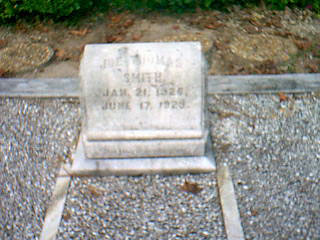 JOE THOMAS
SMITH
JAN. 21, 1926.
JUNE 17, 1928.